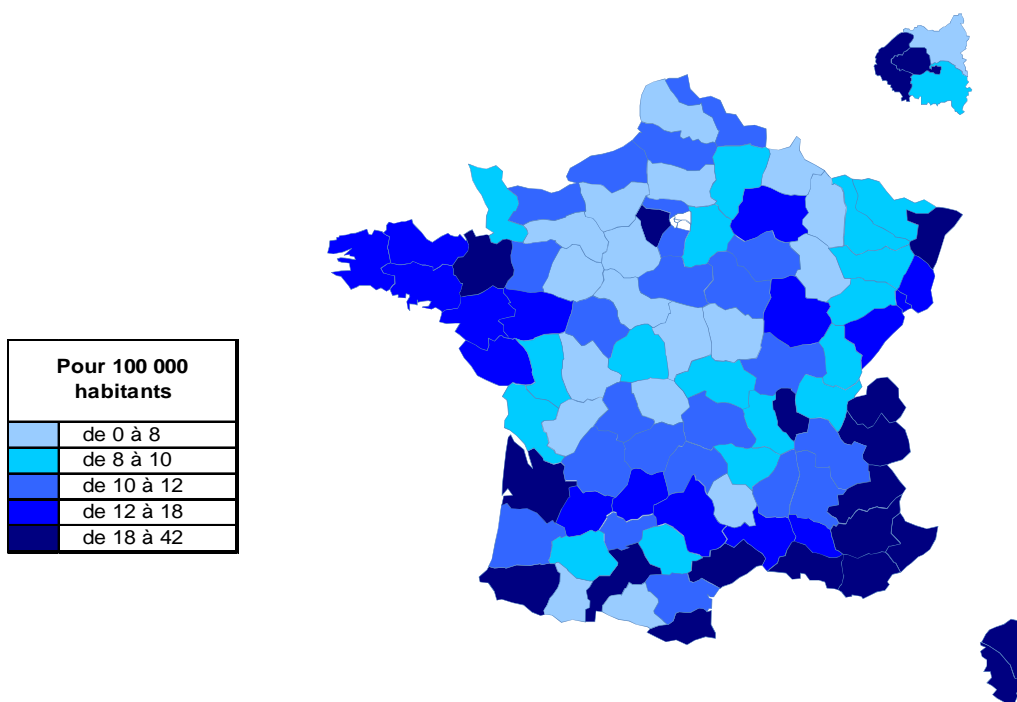 Pour 100 000
habitants
de 0 à 8
de 8 à 10
de 10 à 12
de 12 à 18
de 18 à 42